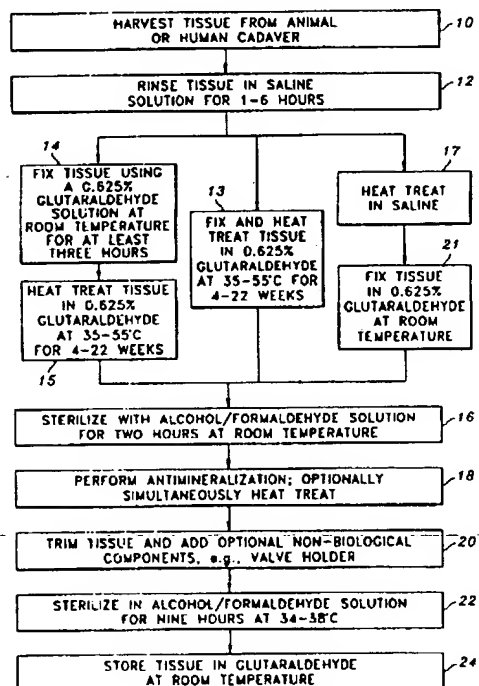 HARVEST TISSUE FROM ANIMAL
OR HUMAN CADAVER
10
RINSE TISSUE IN SALINE
SOLUTION FOR 1-6 HOURS
12
14
FIX TISSUE USING
A 0.625%
GLUTARALDEHYDE
SOLUTION AT
ROOM TEMPERATURE
FOR AT LEAST
THREE HOURS
HEAT TREAT TISSUE
IN 0.625%
GLUTARALDEHYDE
AT 35-55°C
FOR 4-22 WEEKS
15
13
FIX AND HEAT
TREAT TISSUE
IN 0.625%
GLUTARALDEHYDE
AT 35-55°C FOR
4-22 WEEKS
17
HEAT TREAT
IN SALINE
21
FIX TISSUE
IN 0.625%
GLUTARALDEHYDE
AT ROOM
TEMPERATURE
STERILIZE WITH ALCOHOL/FORMALDEHYDE SOLUTION
FOR TWO HOURS AT ROOM TEMPERATURE
16
PERFORM ANTIMINERALIZATION; OPTIONALLY
SIMULTANEOUSLY HEAT TREAT
18
TRIM TISSUE AND ADD OPTIONAL NON-BIOLOGICAL
COMPONENTS, e.g., VALVE HOLDER
20
STERILIZE IN ALCOHOL/FORMALDEHYDE SOLUTION
FOR NINE HOURS AT 34-38°C
22
STORE TISSUE IN GLUTARALDEHYDE
AT ROOM TEMPERATURE
24